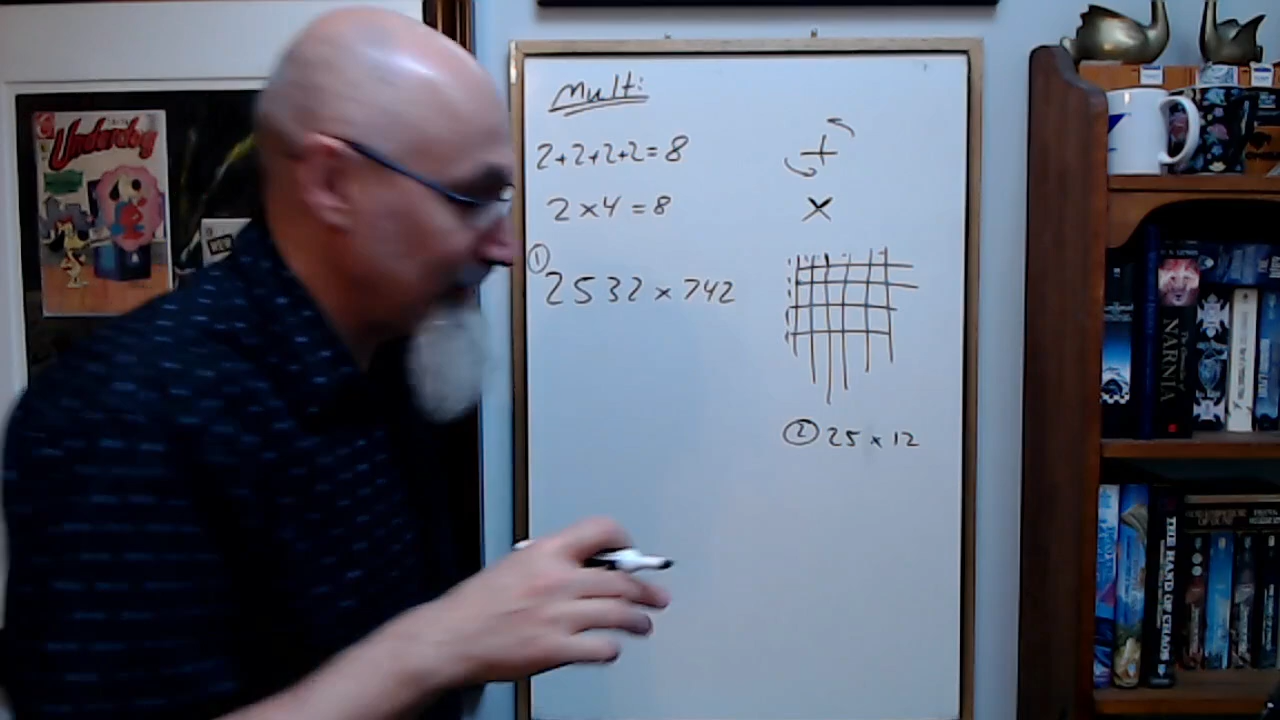 Underdog
Multi
2+2+2+2=8
+
2×4=8
×
①
2532×742
② 25×12
NARNIA
THE HAND OF CHAOS